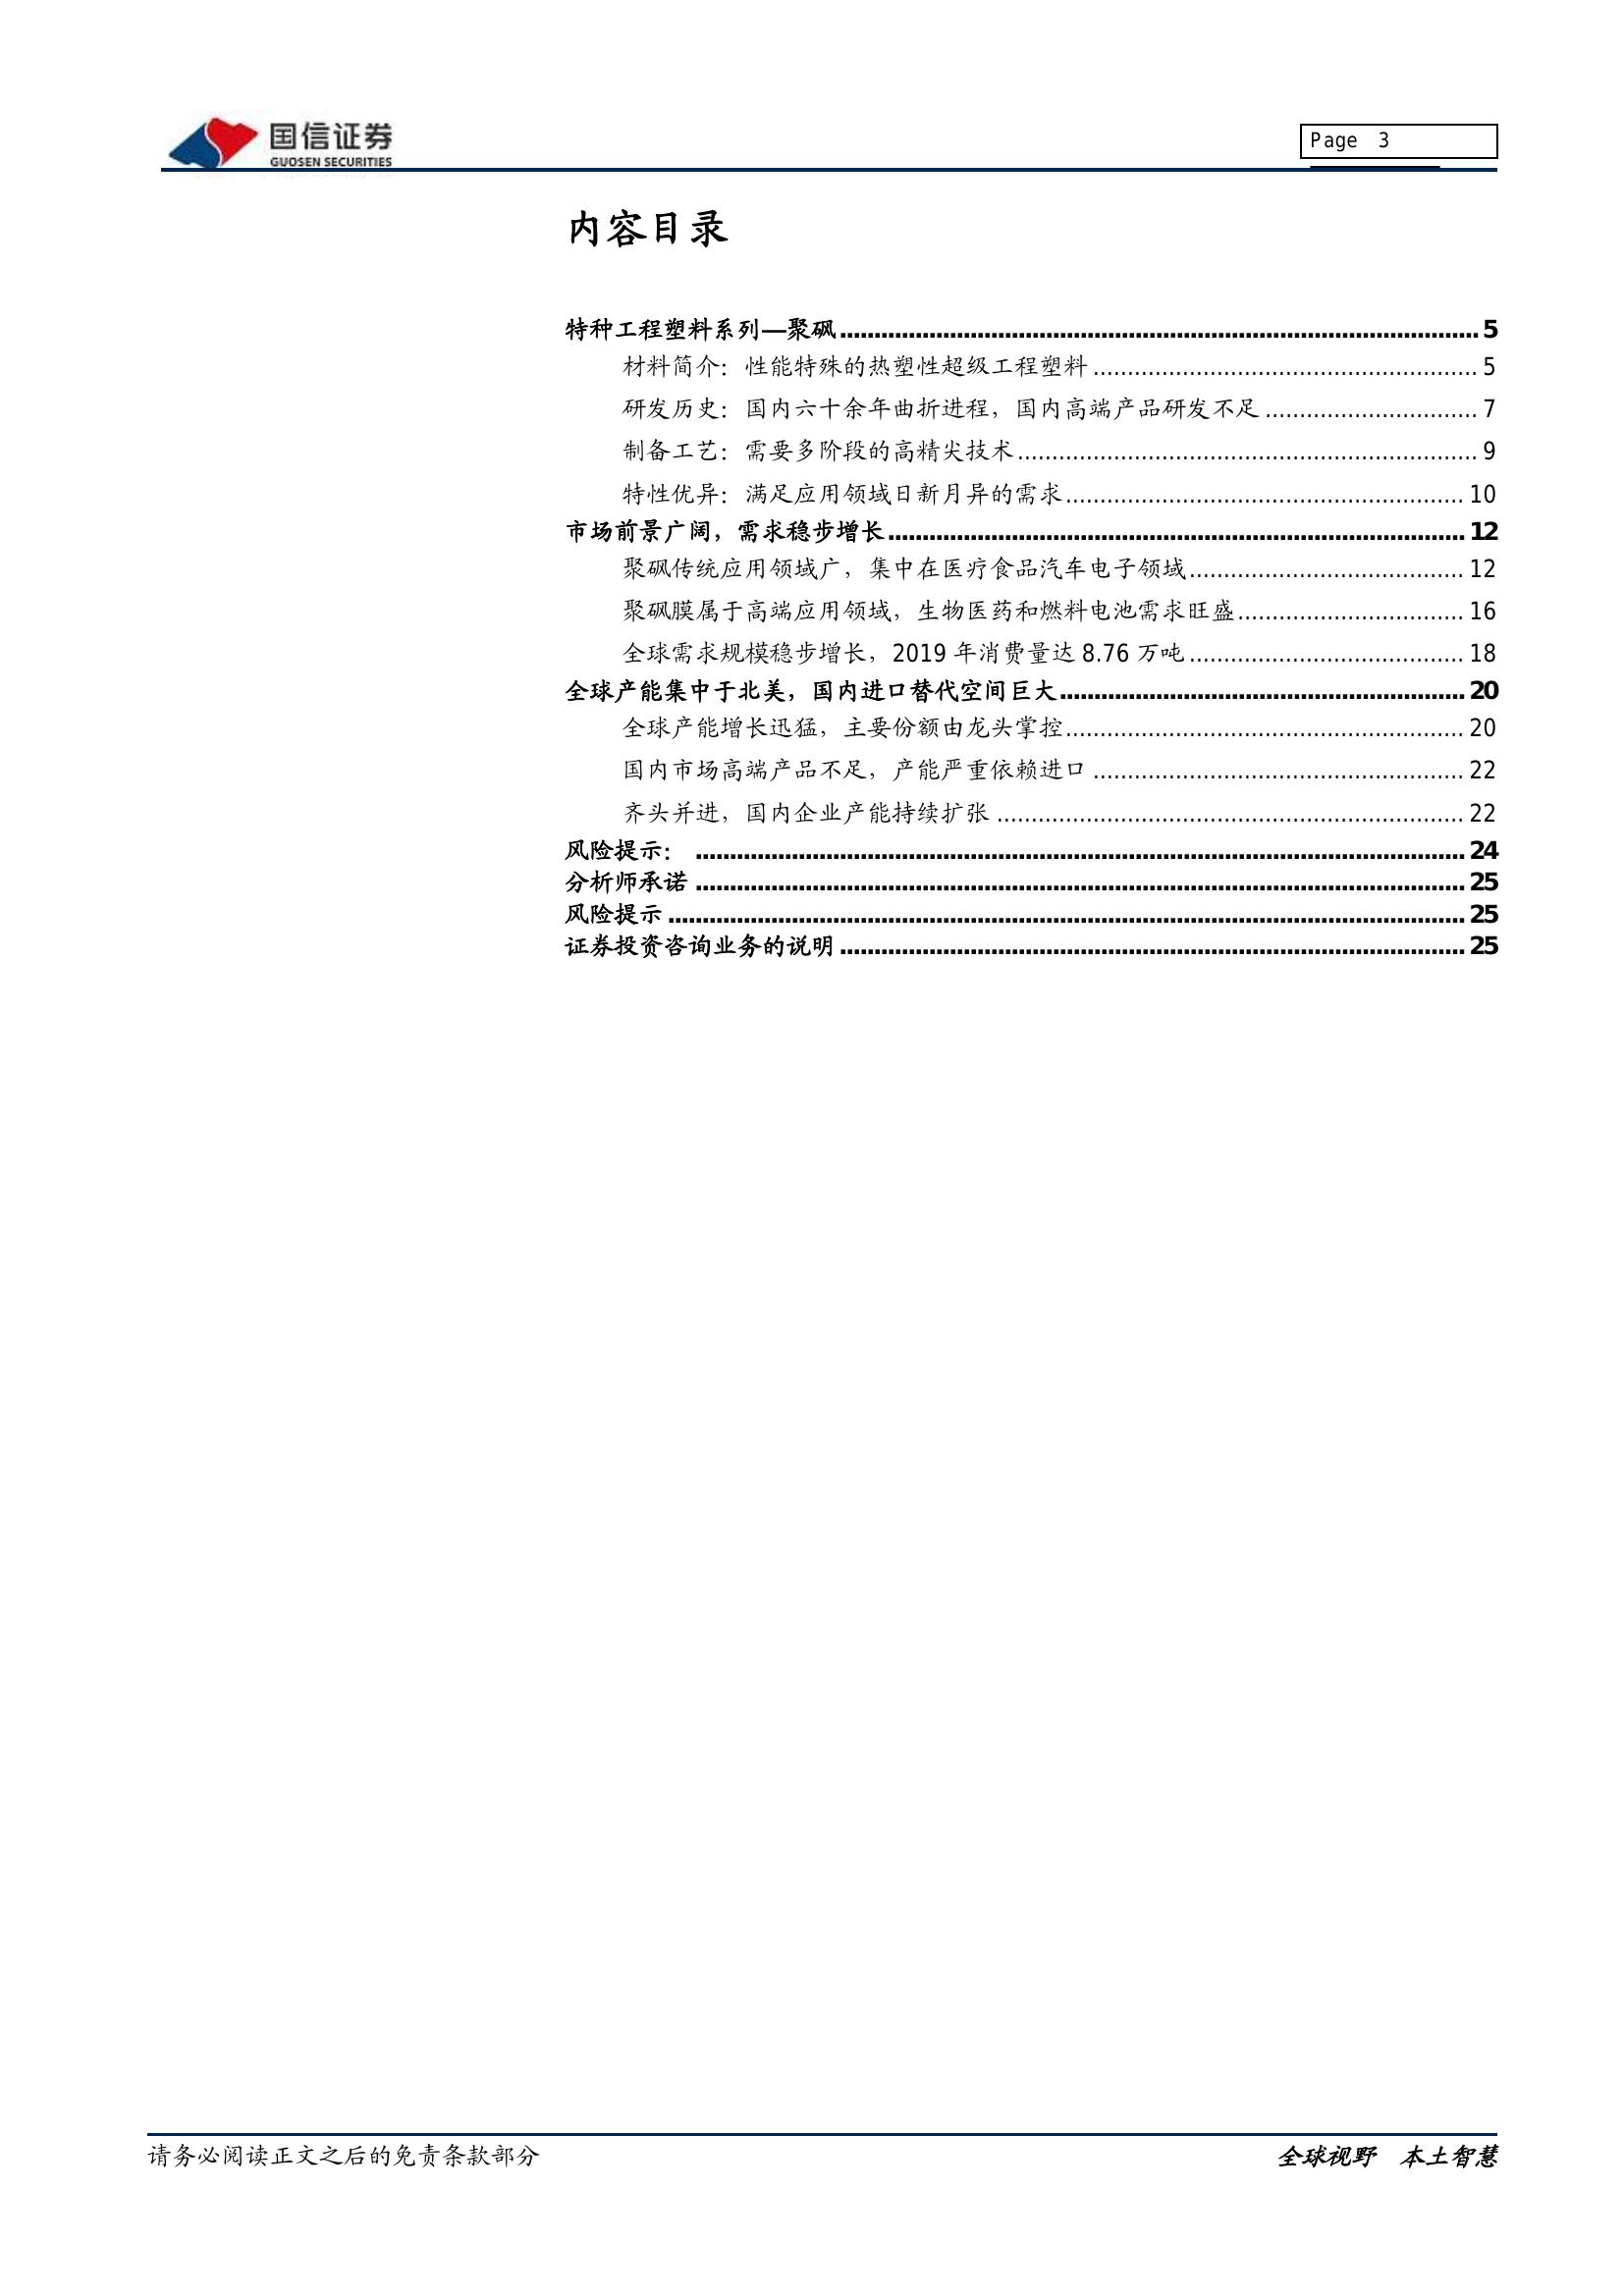 国信证券
GUOSEN SECURITIES
Page 3
内容目录
特种工程塑料系列—聚砜 5
材料简介：性能特殊的热塑性超级工程塑料 5
研发历史：国内六十余年曲折进程，国内高端产品研发不足 7
制备工艺：需要多阶段的高精尖技术 9
特性优异：满足应用领域日新月异的需求 10
市场前景广阔，需求稳步增长 12
聚砜传统应用领域广，集中在医疗食品汽车电子领域 12
聚砜膜属于高端应用领域，生物医药和燃料电池需求旺盛 16
全球需求规模稳步增长，2019 年消费量达 8.76 万吨 18
全球产能集中于北美，国内进口替代空间巨大 20
全球产能增长迅猛，主要份额由龙头掌控 20
国内市场高端产品不足，产能严重依赖进口 22
齐头并进，国内企业产能持续扩张 22
风险提示： 24
分析师承诺 25
风险提示 25
证券投资咨询业务的说明 25
请务必阅读正文之后的免责条款部分
全球视野 本土智慧